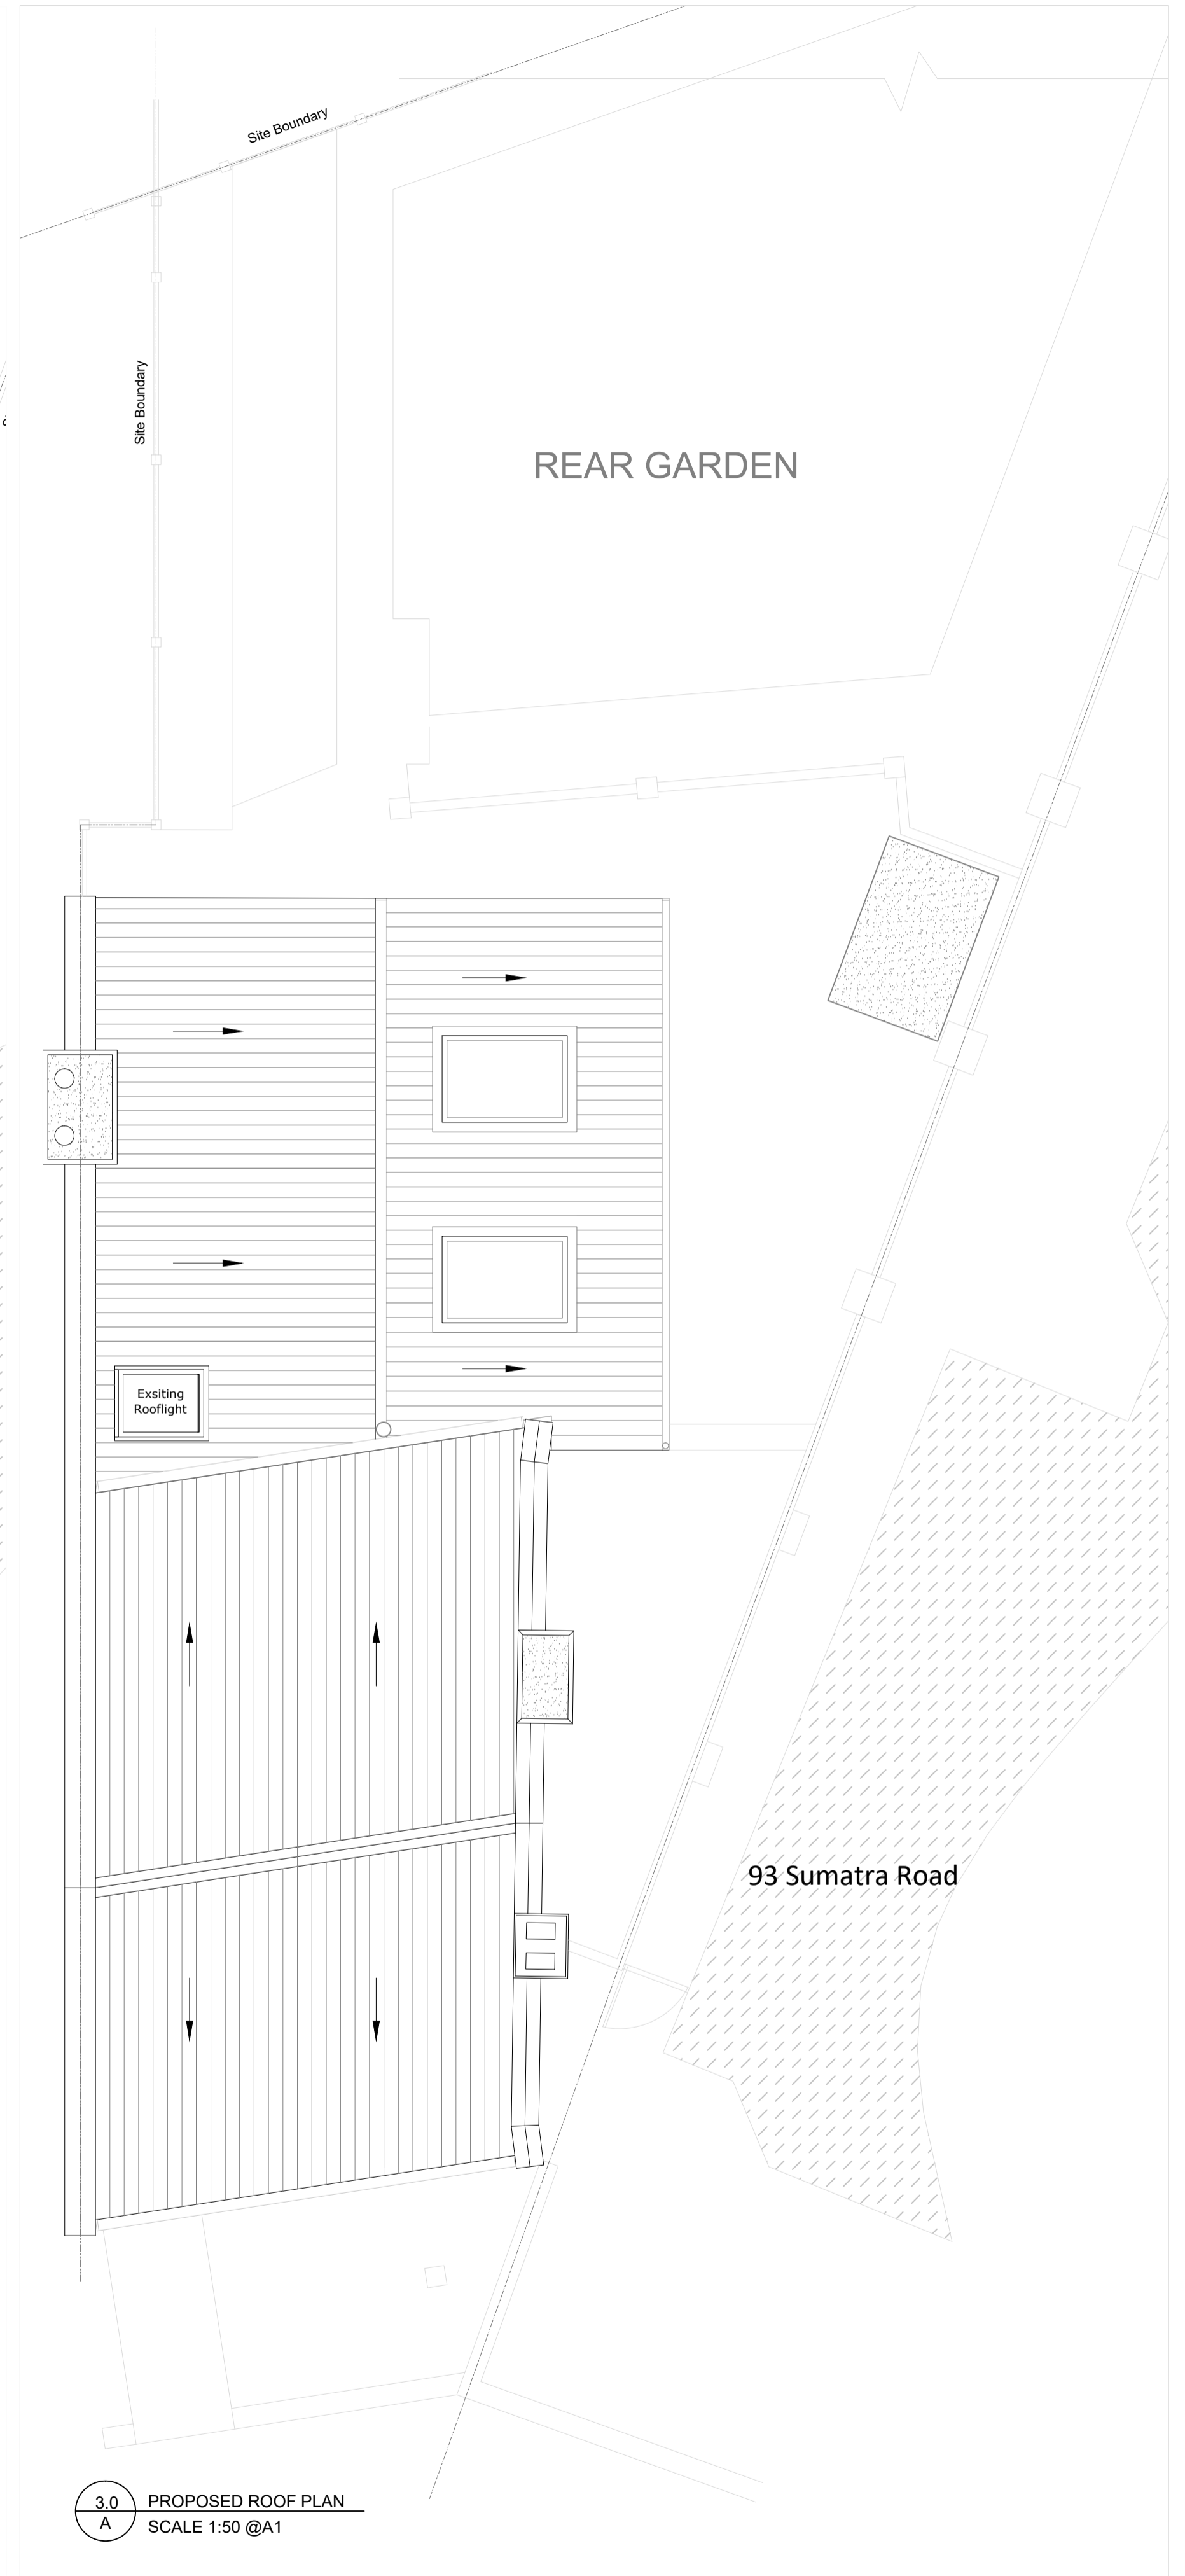 Site Boundary
Site Boundary
REAR GARDEN
Exsiting
Rooflight
93 Sumatra Road
3.0
A
PROPOSED ROOF PLAN
SCALE 1:50 @A1